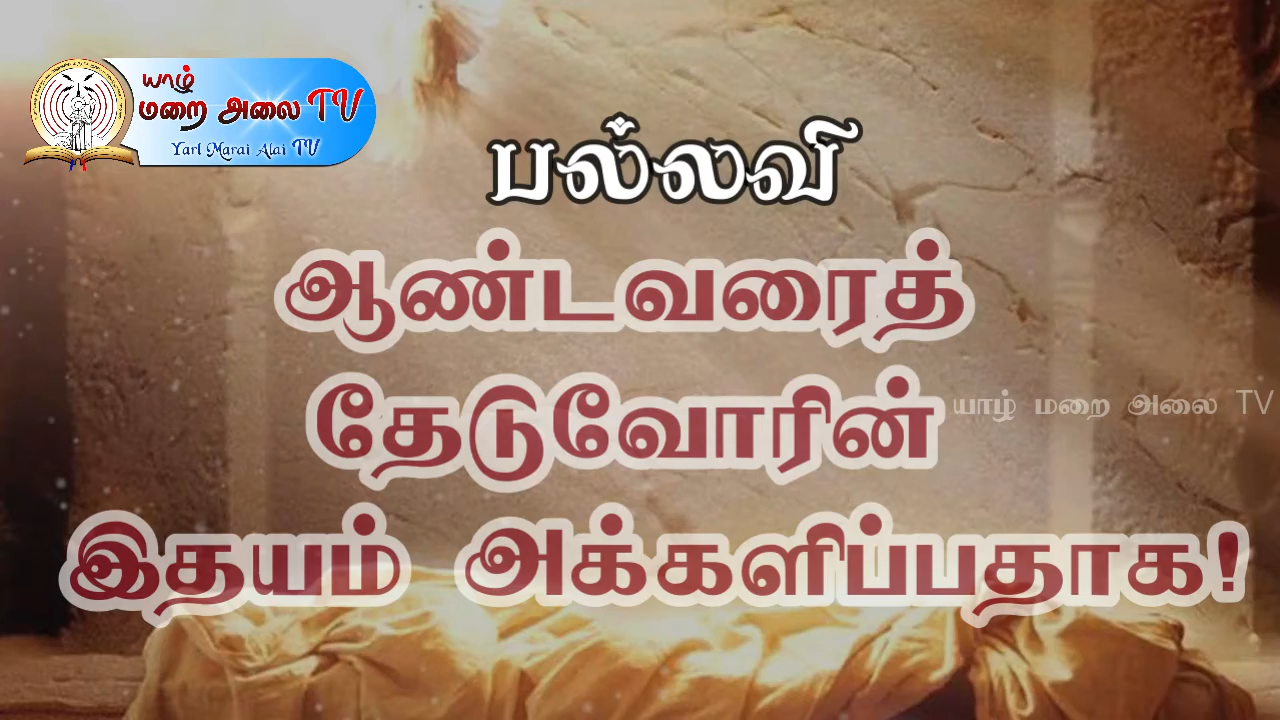 யாழ்
மறை அலை TV
Yarl Marai Alai TV
பல்லவி
ஆண்டவரைத்
தேடுவோரின்
யாழ் மறை அலை TV
இதயம் அக்களிப்பதாக!